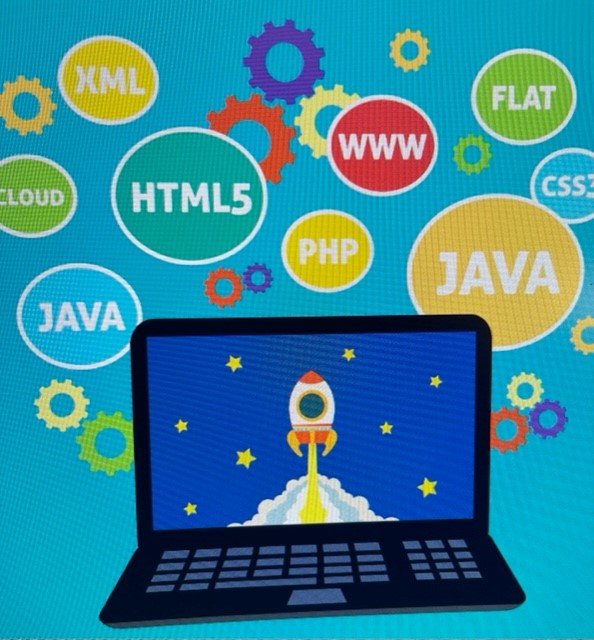 XML
FLAT
WWW
CLOUD
HTML5
CSS3
PHP
JAVA
JAVA